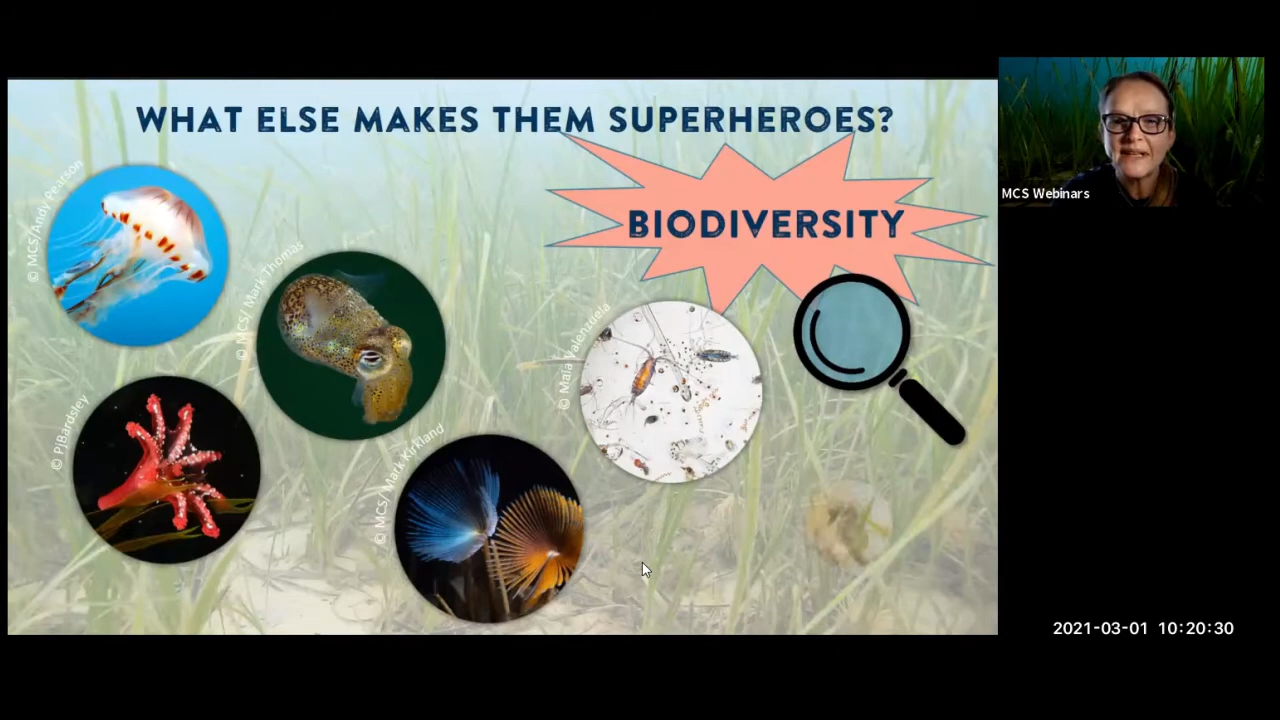 WHAT ELSE MAKES THEM SUPERHEROES?
BIODIVERSITY
© MCS/Andy Pearson
© MCS/ Mark Thomas
© Maia Valenzuela
© PJBardsley
© MCS/ Mark Kirkland
MCS Webinars
2021-03-01 10:20:30